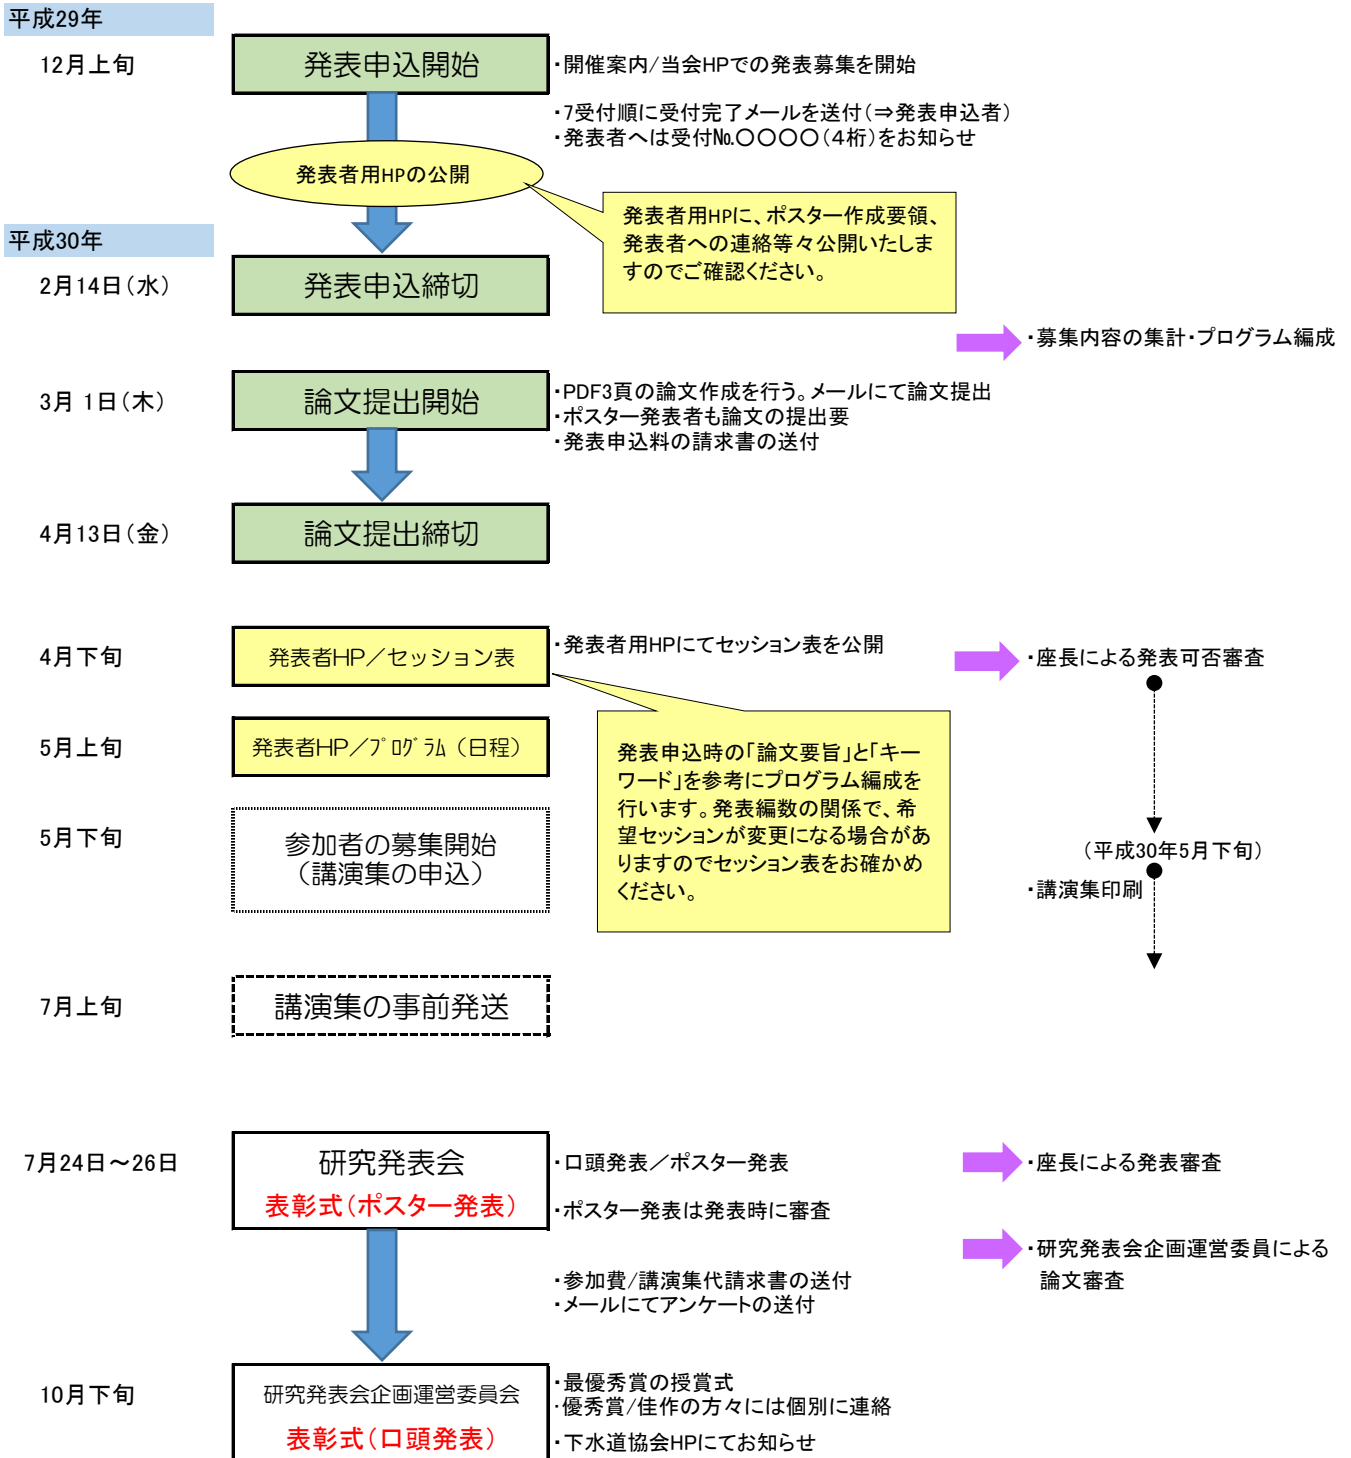 平成29年
12月上旬
発表申込開始
・開催案内/当会HPでの発表募集を開始
・7受付順に受付完了メールを送付(⇒発表申込者)
・発表者へは受付№.〇〇〇〇(4桁)をお知らせ
発表者用HPの公開
発表者用HPに、ポスター作成要領、
発表者への連絡等々公開いたしま
すのでご確認ください。
平成30年
2月14日(水)
発表申込締切
・募集内容の集計・プログラム編成
3月 1日(木)
論文提出開始
・PDF3頁の論文作成を行う。メールにて論文提出
・ポスター発表者も論文の提出要
・発表申込料の請求書の送付
4月13日(金)
論文提出締切
4月下旬
発表者HP/セッション表
・発表者用HPにてセッション表を公開
・座長による発表可否審査
5月上旬
発表者HP/プログラム(日程)
発表申込時の「論文要旨」と「キー
ワード」を参考にプログラム編成を
行います。発表編数の関係で、希
望セッションが変更になる場合があ
りますのでセッション表をお確かめ
ください。
5月下旬
参加者の募集開始
(講演集の申込)
(平成30年5月下旬)
・講演集印刷
7月上旬
講演集の事前発送
7月24日～26日
研究発表会
表彰式(ポスター発表)
・口頭発表/ポスター発表
・ポスター発表は発表時に審査
・座長による発表審査
・研究発表会企画運営委員による
論文審査
・参加費/講演集代請求書の送付
・メールにてアンケートの送付
10月下旬
研究発表会企画運営委員会
表彰式(口頭発表)
・最優秀賞の授賞式
・優秀賞/佳作の方々には個別に連絡
・下水道協会HPにてお知らせ